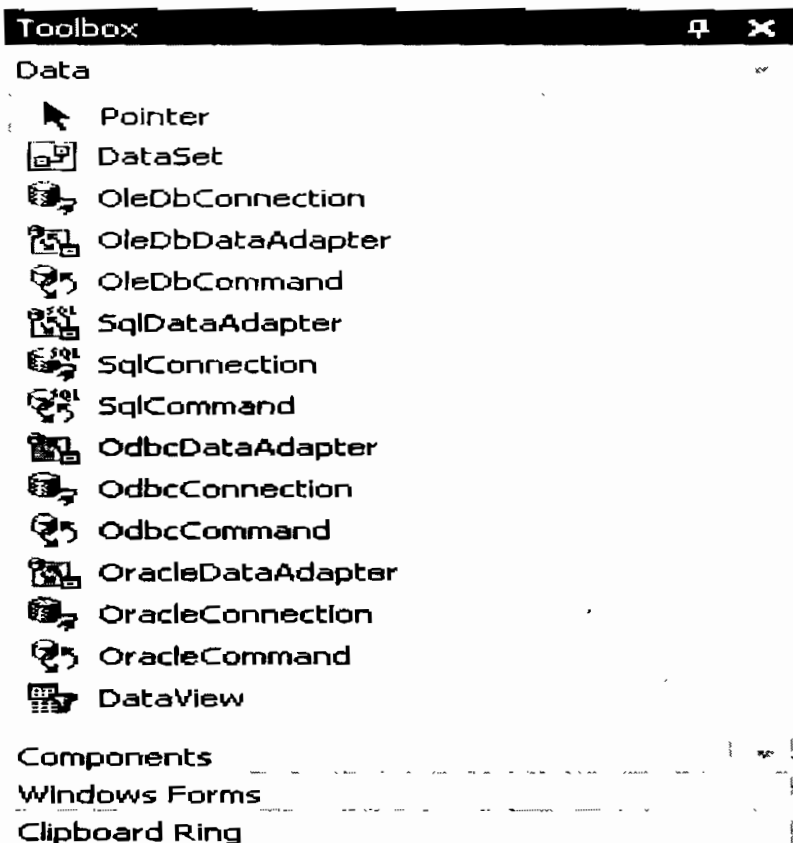 Toolbox
Data
Pointer
DataSet
OleDbConnection
OleDbDataAdapter
OleDbCommand
SqlDataAdapter
SqlConnection
SqlCommand
OdbcDataAdapter
OdbcConnection
OdbcCommand
OracleDataAdapter
OracleConnection
OracleCommand
DataView
Components
Windows Forms
Clipboard Ring